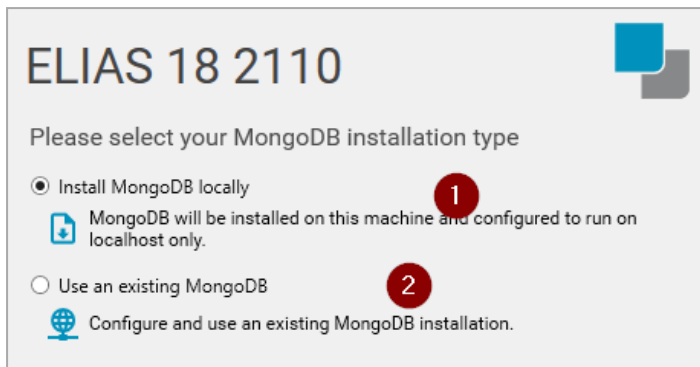 ELIAS 18 2110
Please select your MongoDB installation type
Install MongoDB locally
1
MongoDB will be installed on this machine and configured to run on
localhost only.
Use an existing MongoDB
2
Configure and use an existing MongoDB installation.